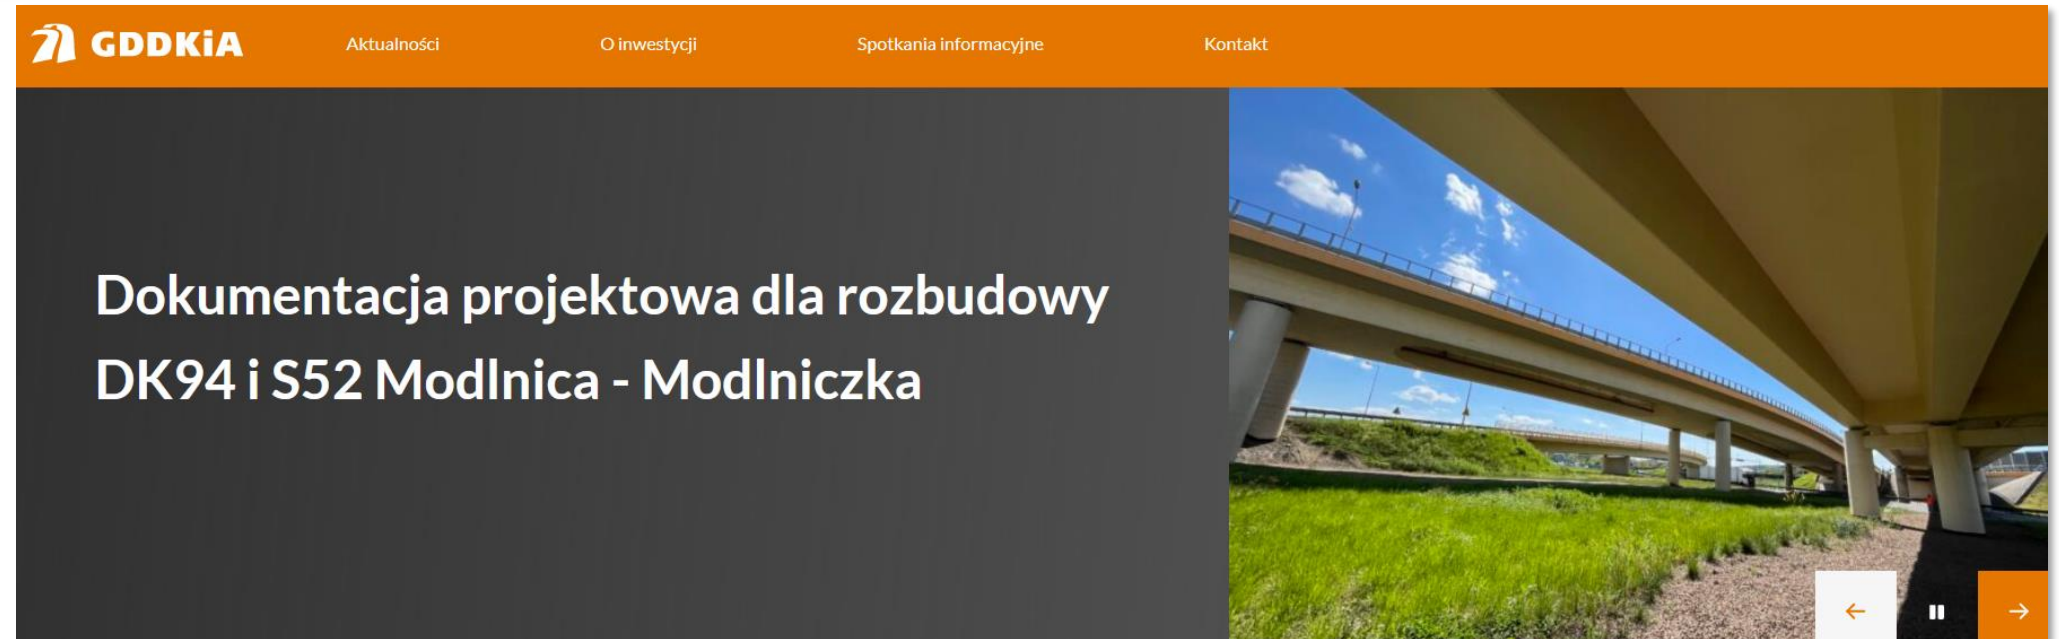 GDDKiA
Aktualności
O inwestycji
Spotkania informacyjne
Kontakt
Dokumentacja projektowa dla rozbudowy
DK94 i S52 Modlnica - Modlniczka